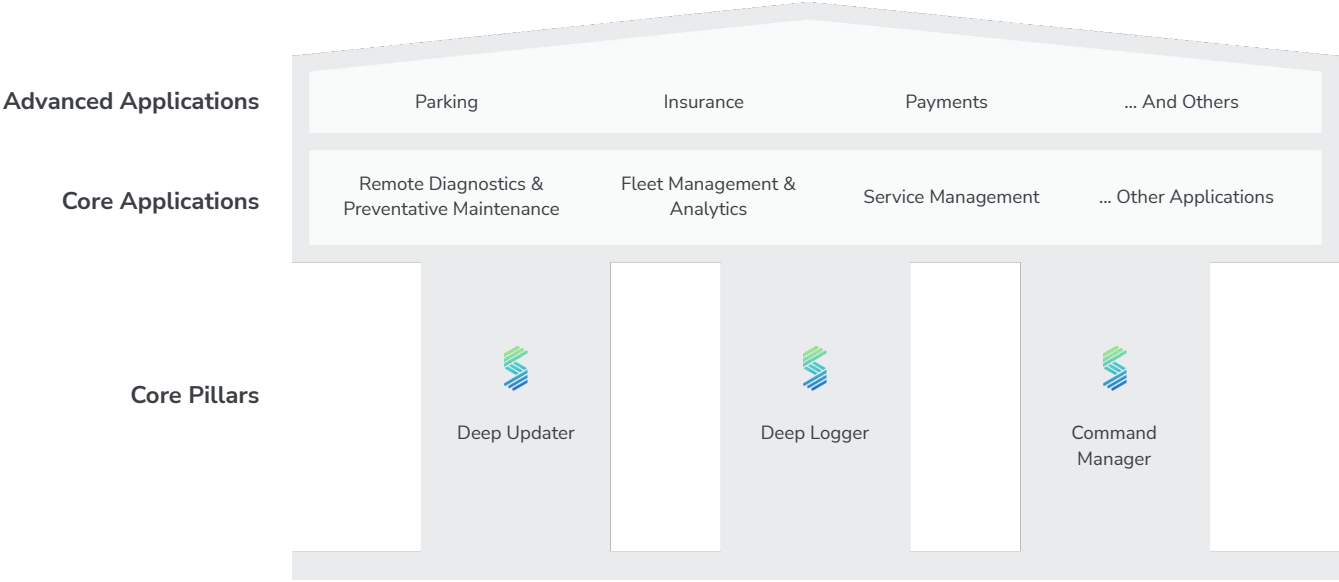 Advanced Applications
Parking
Insurance
Payments
... And Others
Core Applications
Remote Diagnostics &
Preventative Maintenance
Fleet Management &
Analytics
Service Management
... Other Applications
Core Pillars
Deep Updater
Deep Logger
Command
Manager